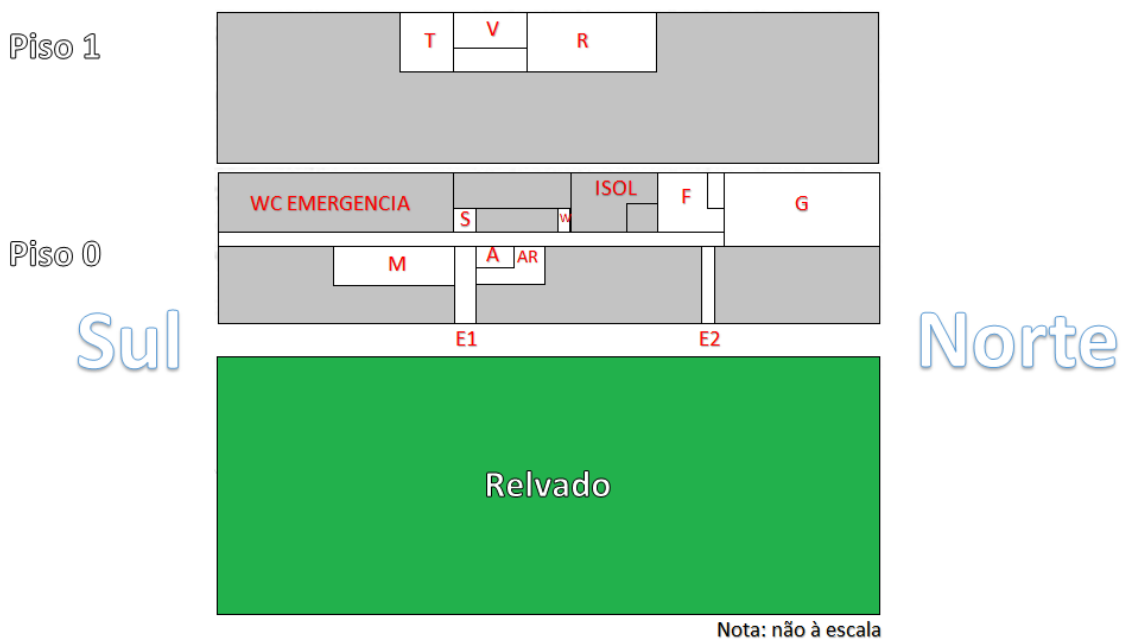 Piso 1
T
V
R
WC EMERGENCIA
S
W
ISOL
F
G
Piso 0
M
A
AR
Sul
E1
E2
Norte
Relvado
Nota: não à escala